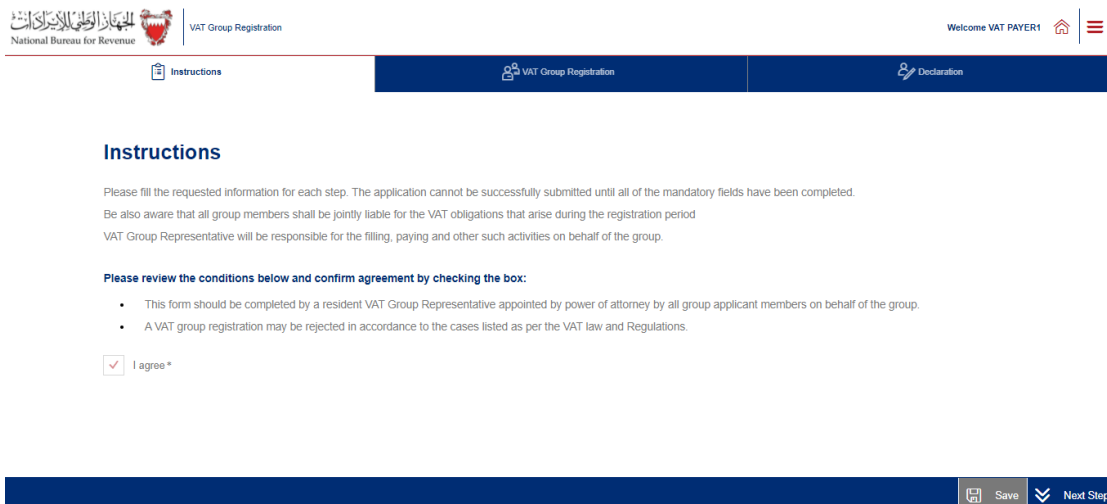 الجهاز الوطني للإيرادات
National Bureau for Revenue
VAT Group Registration
Welcome VAT PAYER1
Instructions
VAT Group Registration
Declaration
Instructions
Please fill the requested information for each step. The application cannot be successfully submitted until all of the mandatory fields have been completed.
Be also aware that all group members shall be jointly liable for the VAT obligations that arise during the registration period
VAT Group Representative will be responsible for the filling, paying and other such activities on behalf of the group.
Please review the conditions below and confirm agreement by checking the box:
• This form should be completed by a resident VAT Group Representative appointed by power of attorney by all group applicant members on behalf of the group.
• A VAT group registration may be rejected in accordance to the cases listed as per the VAT law and Regulations.
I agree *
Save
Next Step